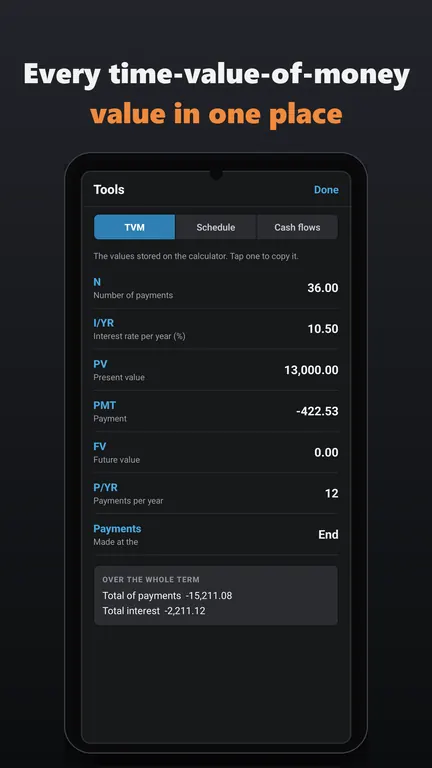 Every time-value-of-money
value in one place
Tools
Done
TVM
Schedule
Cash flows
The values stored on the calculator. Tap one to copy it.
N
Number of payments
36.00
I/YR
Interest rate per year (%)
10.50
PV
Present value
13,000.00
PMT
Payment
-422.53
FV
Future value
0.00
P/YR
Payments per year
12
Payments
Made at the
End
OVER THE WHOLE TERM
Total of payments -15,211.08
Total interest -2,211.12